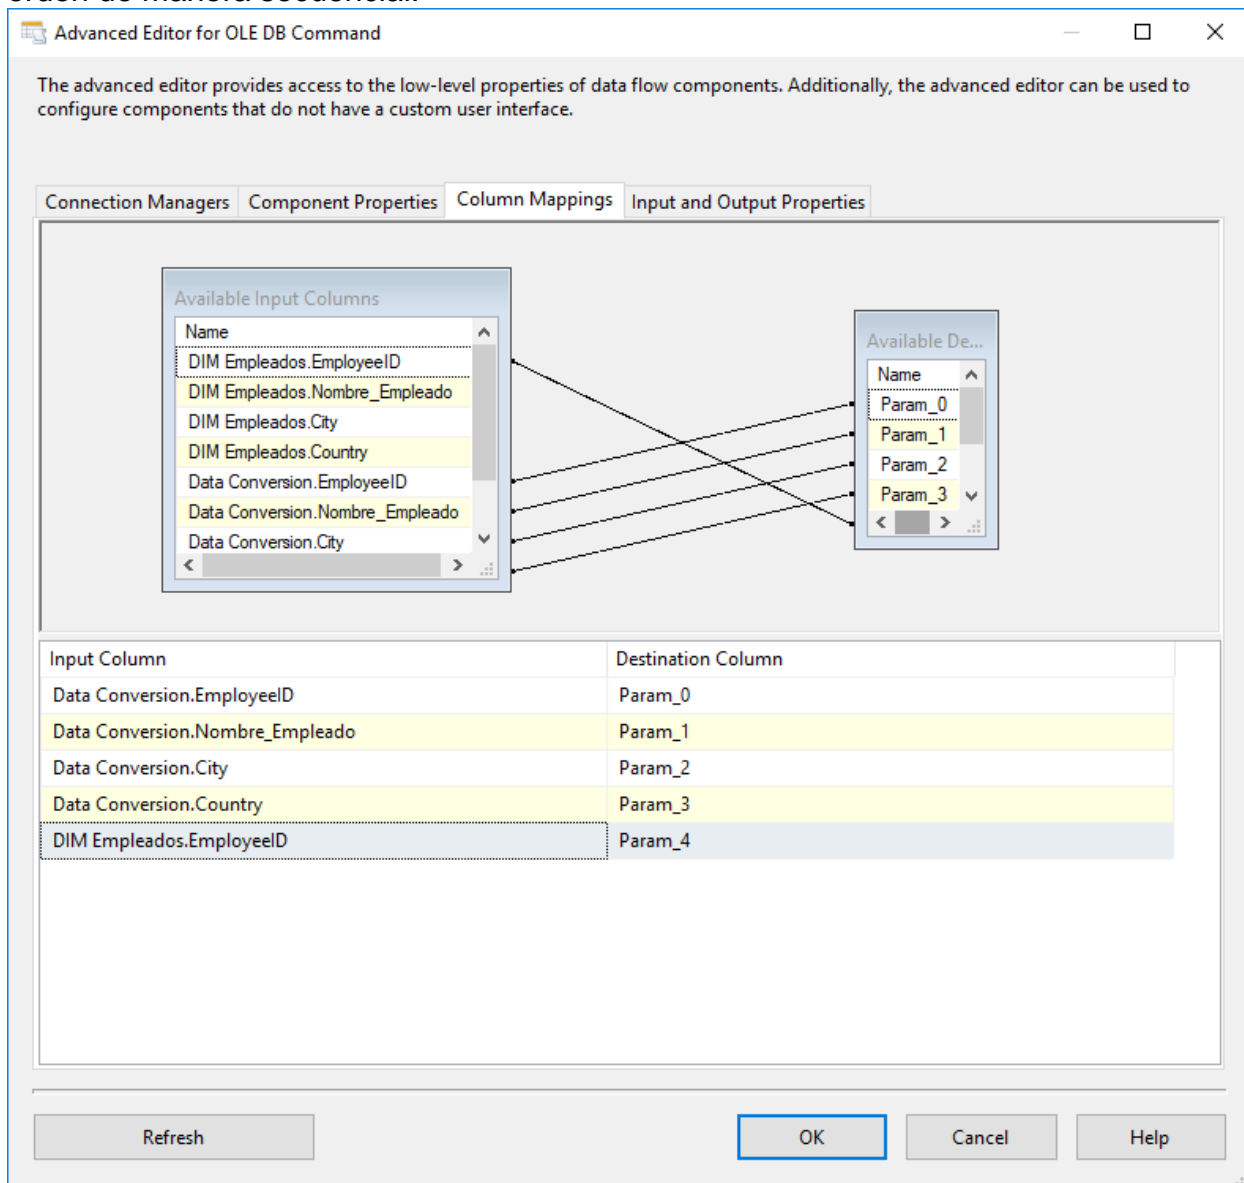 orden de manera secuencial.
Advanced Editor for OLE DB Command
The advanced editor provides access to the low-level properties of data flow components. Additionally, the advanced editor can be used to
configure components that do not have a custom user interface.
Connection Managers Component Properties Column Mappings Input and Output Properties
Available Input Columns
Name
DIM Empleados.EmployeeID
DIM Empleados.Nombre_Empleado
DIM Empleados.City
DIM Empleados.Country
Data Conversion.EmployeeID
Data Conversion.Nombre_Empleado
Data Conversion.City
Available De...
Name
Param_0
Param_1
Param_2
Param_3
Input Column Destination Column
Data Conversion.EmployeeID Param_0
Data Conversion.Nombre_Empleado Param_1
Data Conversion.City Param_2
Data Conversion.Country Param_3
DIM Empleados.EmployeeID Param_4
Refresh OK Cancel Help